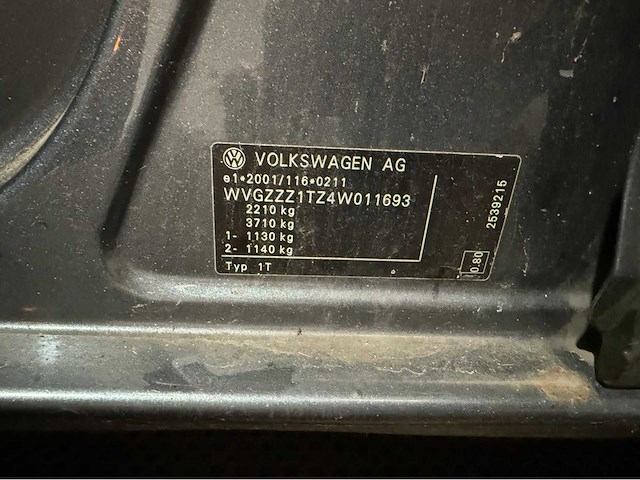 VOLKSWAGEN AG
e1*2001/116*0211
WVGZZZ1TZ4W011693
2210 kg
3710 kg
1- 1130 kg
2- 1140 kg
Typ 1T
2539215
0.80